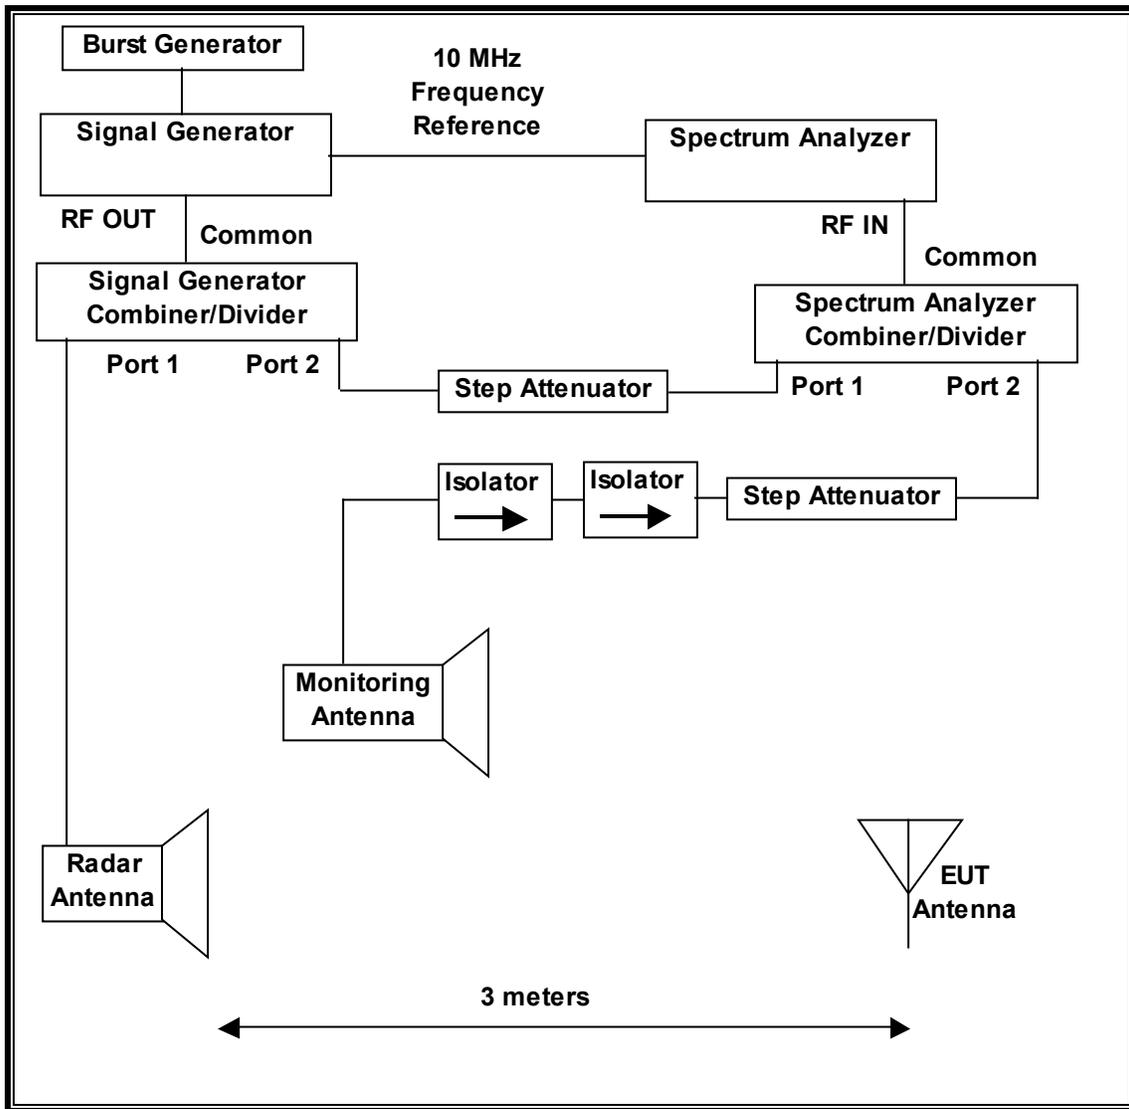 Burst Generator
10 MHz
Frequency
Reference
Signal Generator
Spectrum Analyzer
RF OUT
Common
RF IN
Common
Signal Generator
Combiner/Divider
Spectrum Analyzer
Combiner/Divider
Port 1
Port 2
Step Attenuator
Port 1
Port 2
Isolator
Isolator
Step Attenuator
Monitoring
Antenna
Radar
Antenna
EUT
Antenna
3 meters